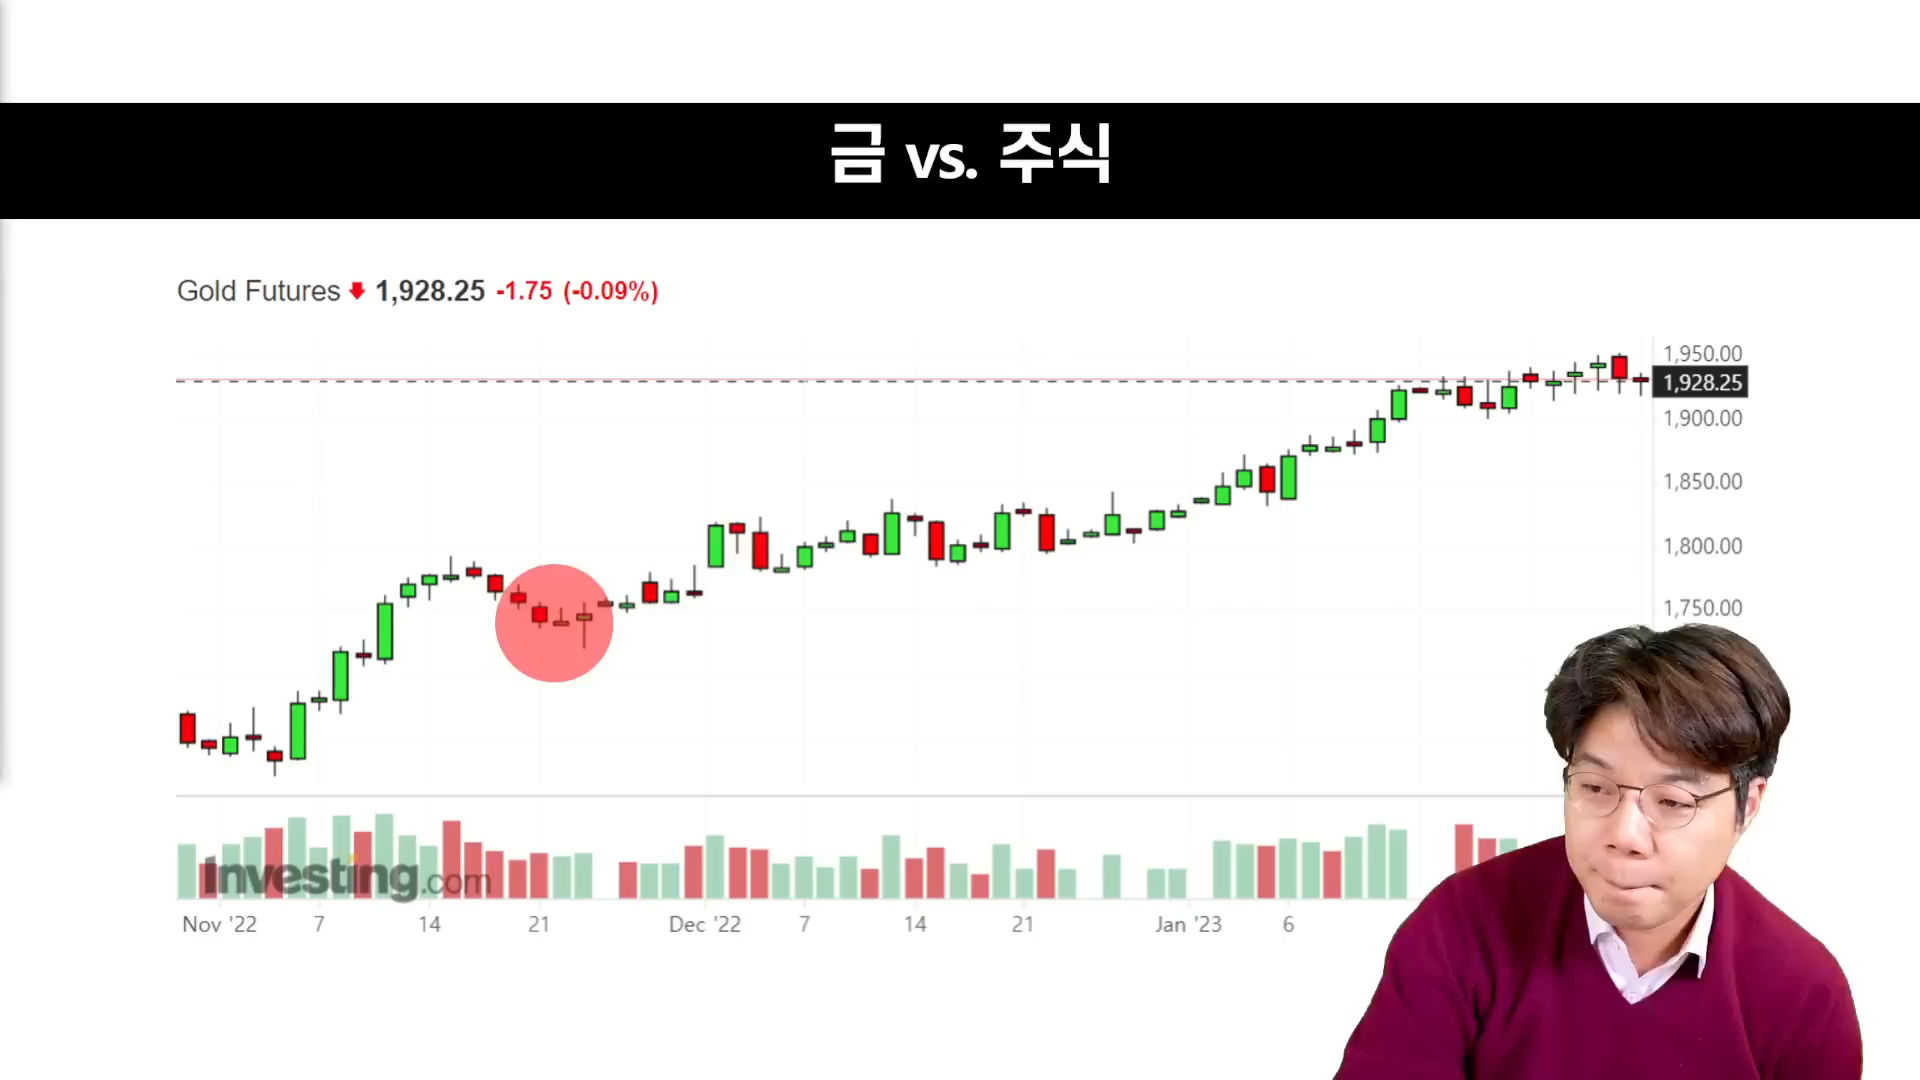 금 vs. 주식
Gold Futures 1,928.25 -1.75 (-0.09%)
1,950.00
1,928.25
1,900.00
1,850.00
1,800.00
1,750.00
Investing.com
Nov '22 7 14 21 Dec '22 7 14 21 Jan '23 6